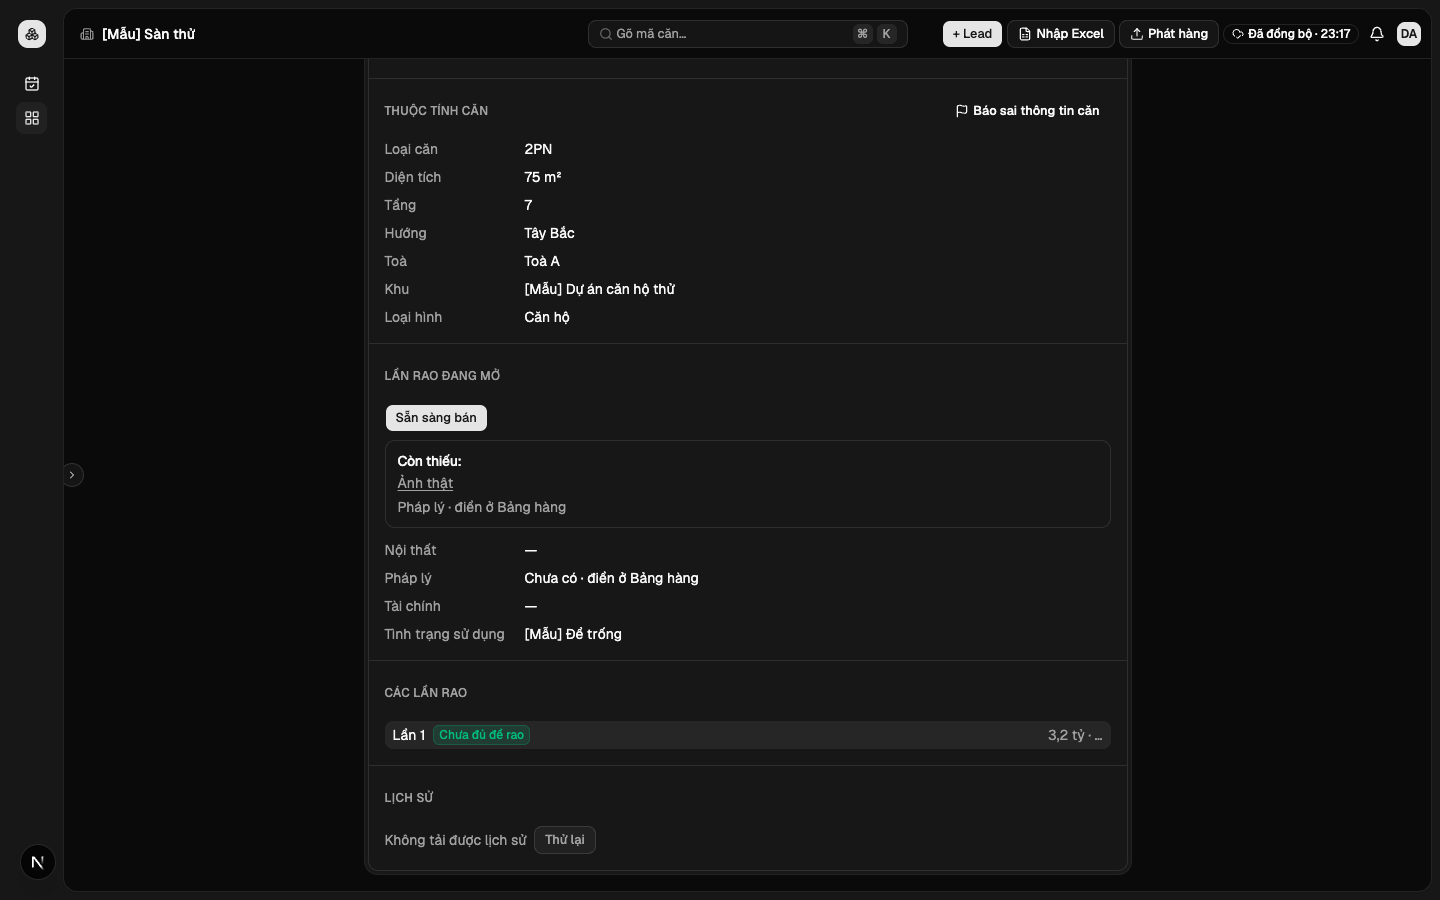 [Mẫu] Sàn thử
Gõ mã căn...
⌘ K
+ Lead
Nhập Excel
Phát hàng
Đã đồng bộ · 23:17
DA
THUỘC TÍNH CĂN
Báo sai thông tin căn
Loại căn 2PN
Diện tích 75 m²
Tầng 7
Hướng Tây Bắc
Toà Toà A
Khu [Mẫu] Dự án căn hộ thử
Loại hình Căn hộ
LẦN RAO ĐANG MỞ
Sẵn sàng bán
Còn thiếu:
Ảnh thật
Pháp lý · điền ở Bảng hàng
Nội thất —
Pháp lý Chưa có · điền ở Bảng hàng
Tài chính —
Tình trạng sử dụng [Mẫu] Để trống
CÁC LẦN RAO
Lần 1 Chưa đủ để rao 3,2 tỷ · ...
LỊCH SỬ
Không tải được lịch sử Thử lại
N